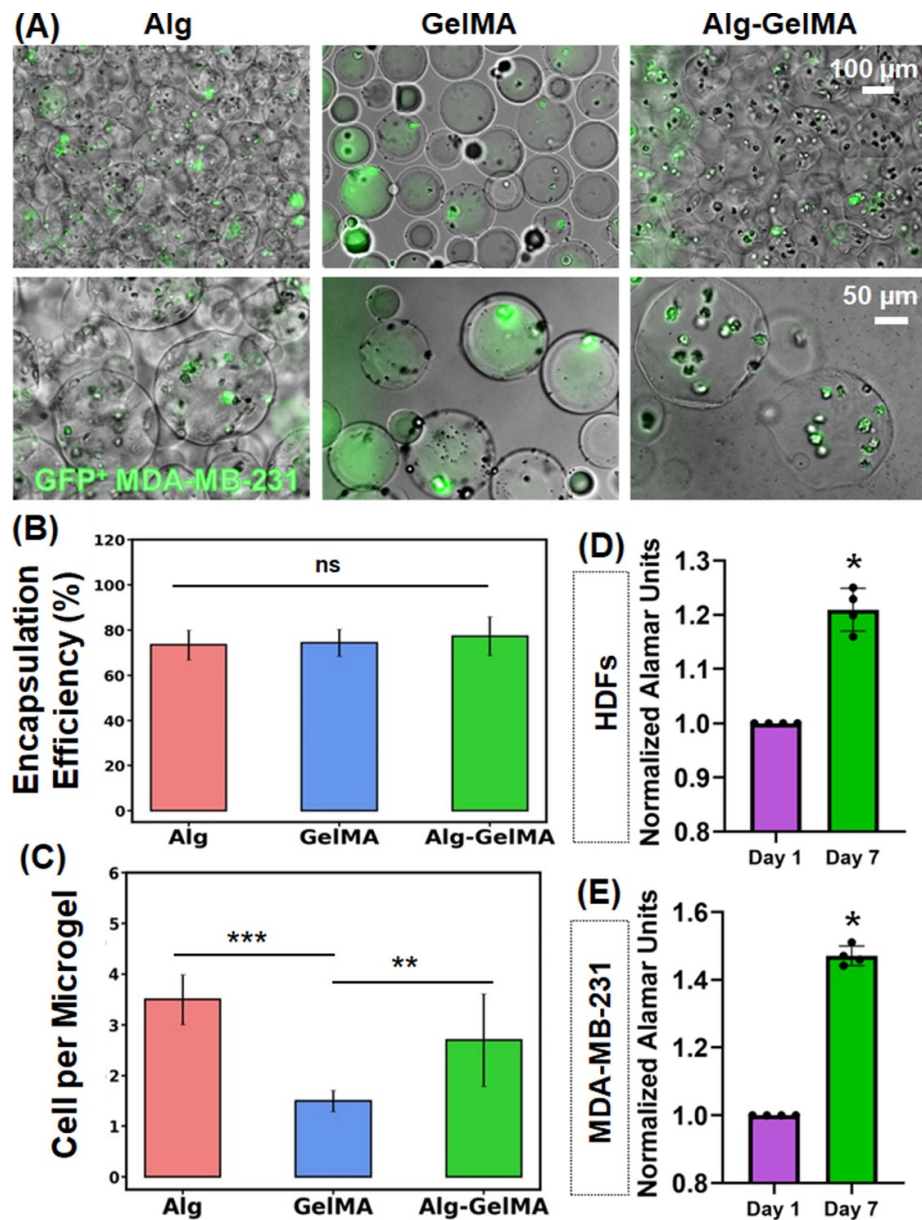 (A)
Alg
GelMA
Alg-GelMA
100 µm
50 µm
GFP+ MDA-MB-231
(B)
Encapsulation
Efficiency (%)
120
100
80
60
40
20
0
ns
Alg
GelMA
Alg-GelMA
(C)
Cell per Microgel
6
5
4
3
2
1
0
***
**
Alg
GelMA
Alg-GelMA
(D)
HDFs
Normalized Alamar Units
1.3
1.2
1.1
1.0
0.9
0.8
*
Day 1
Day 7
(E)
MDA-MB-231
Normalized Alamar Units
1.6
1.4
1.2
1.0
0.8
*
Day 1
Day 7